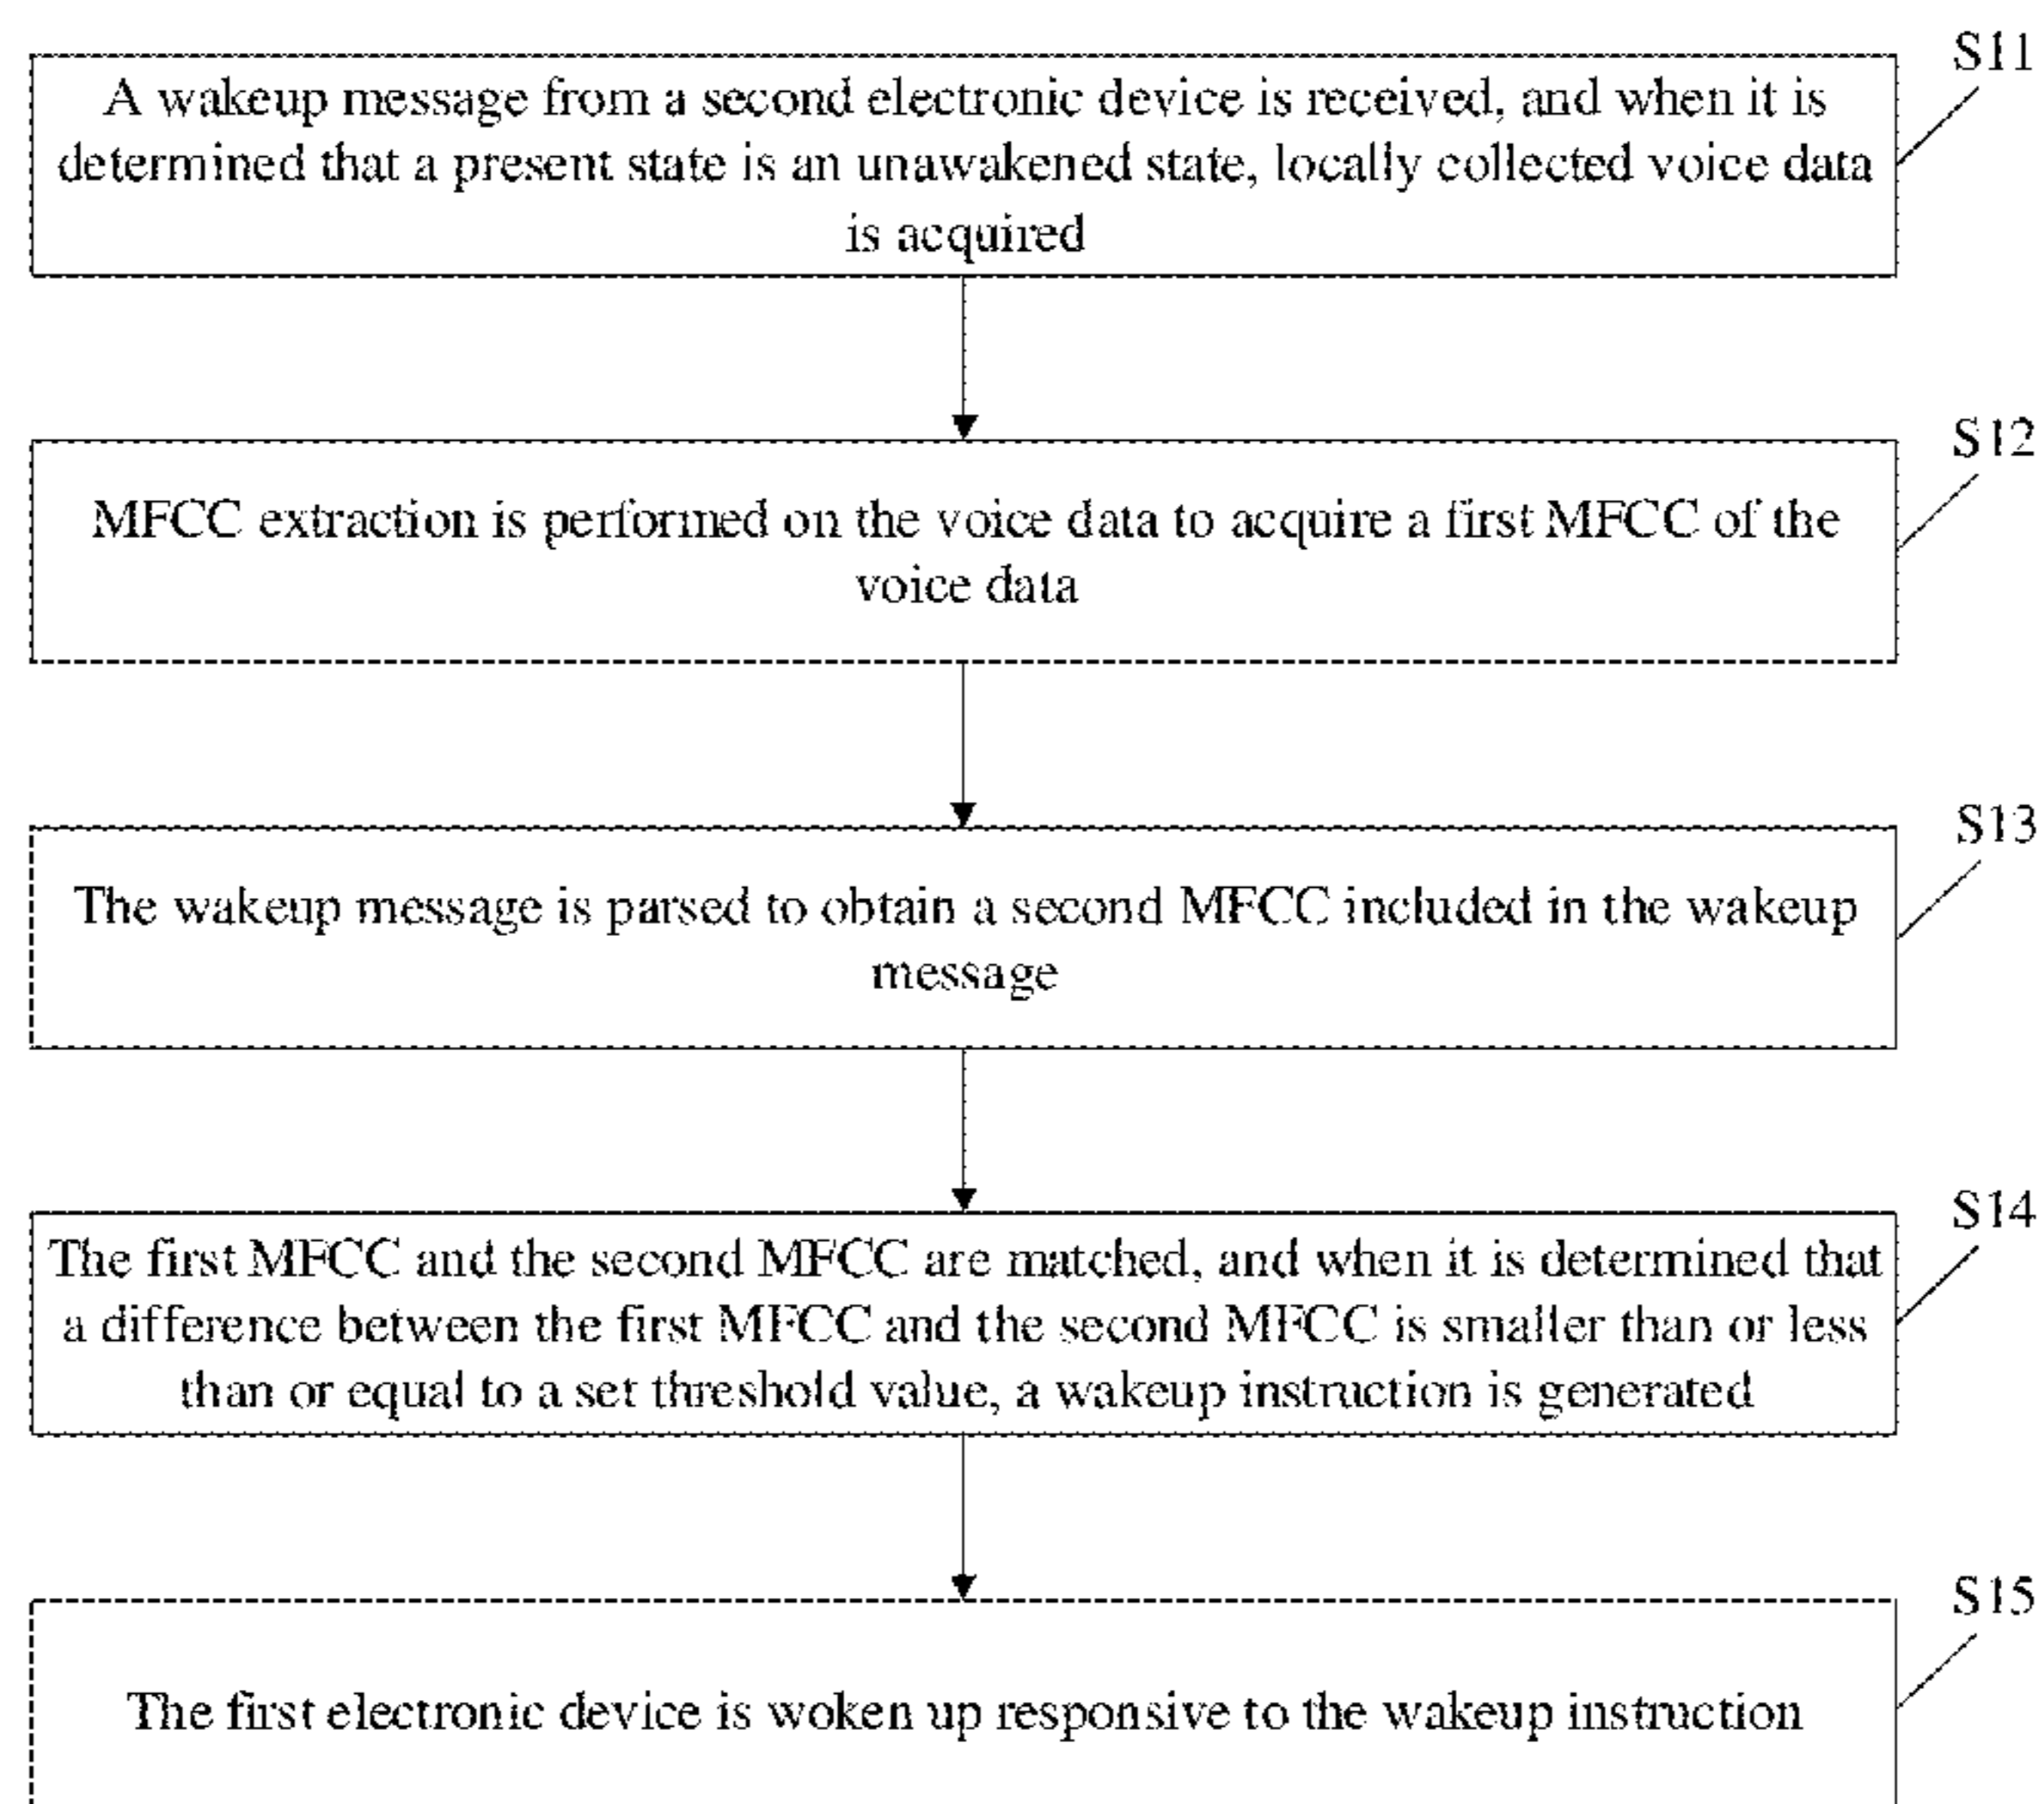 S11
A wakeup message from a second electronic device is received, and when it is
determined that a present state is an unawakened state, locally collected voice data
is acquired
S12
MFCC extraction is performed on the voice data to acquire a first MFCC of the
voice data
S13
The wakeup message is parsed to obtain a second MFCC included in the wakeup
message
S14
The first MFCC and the second MFCC are matched, and when it is determined that
a difference between the first MFCC and the second MFCC is smaller than or less
than or equal to a set threshold value, a wakeup instruction is generated
S15
The first electronic device is woken up responsive to the wakeup instruction